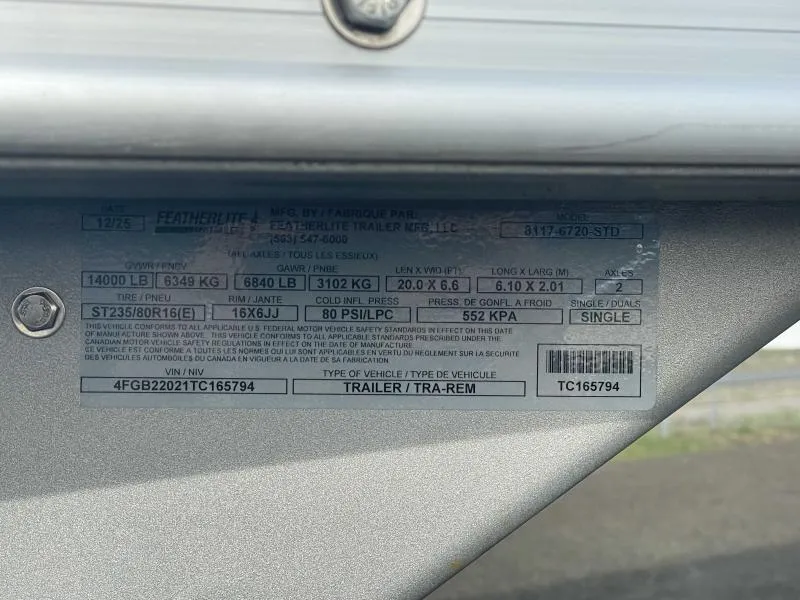 DATE
12/25
FEATHERLITE
MFG. BY / FABRIQUE PAR:
FEATHERLITE TRAILER MFG, LLC
(563) 547-6000
MODEL
8117-6720-STD
(ALL AXLES / TOUS LES ESSIEUX)
GVWR / PNBV GAWR / PNBE LEN X WID (FT) LONG X LARG (M) AXLES
14000 LB 6349 KG 6840 LB 3102 KG 20.0 X 6.6 6.10 X 2.01 2
TIRE / PNEU RIM / JANTE COLD INFL. PRESS PRESS. DE GONFL. A FROID SINGLE / DUALS
ST235/80R16(E) 16X6JJ 80 PSI/LPC 552 KPA SINGLE
THIS VEHICLE CONFORMS TO ALL APPLICABLE U.S. FEDERAL MOTOR VEHICLE SAFETY STANDARDS IN EFFECT ON THIS DATE
OF MANUFACTURE SHOWN ABOVE. THIS VEHICLE CONFORMS TO ALL APPLICABLE STANDARDS PRESCRIBED UNDER THE
CANADIAN MOTOR VEHICLE SAFETY REGULATIONS IN EFFECT ON THE DATE OF MANUFACTURE.
CE VEHICLE CONFORME A TOUTES LES NORMES QUI LUI SONT APPLICABLES EN VERTU DU REGLEMENT SUR LA SECURITE
DES VEHICULES AUTOMOBILES DU CANADA EN VIGUEUR A LA DATE DE SA FABRICATION.
VIN / NIV TYPE OF VEHICLE / TYPE DE VEHICULE
4FGB22021TC165794 TRAILER / TRA-REM TC165794